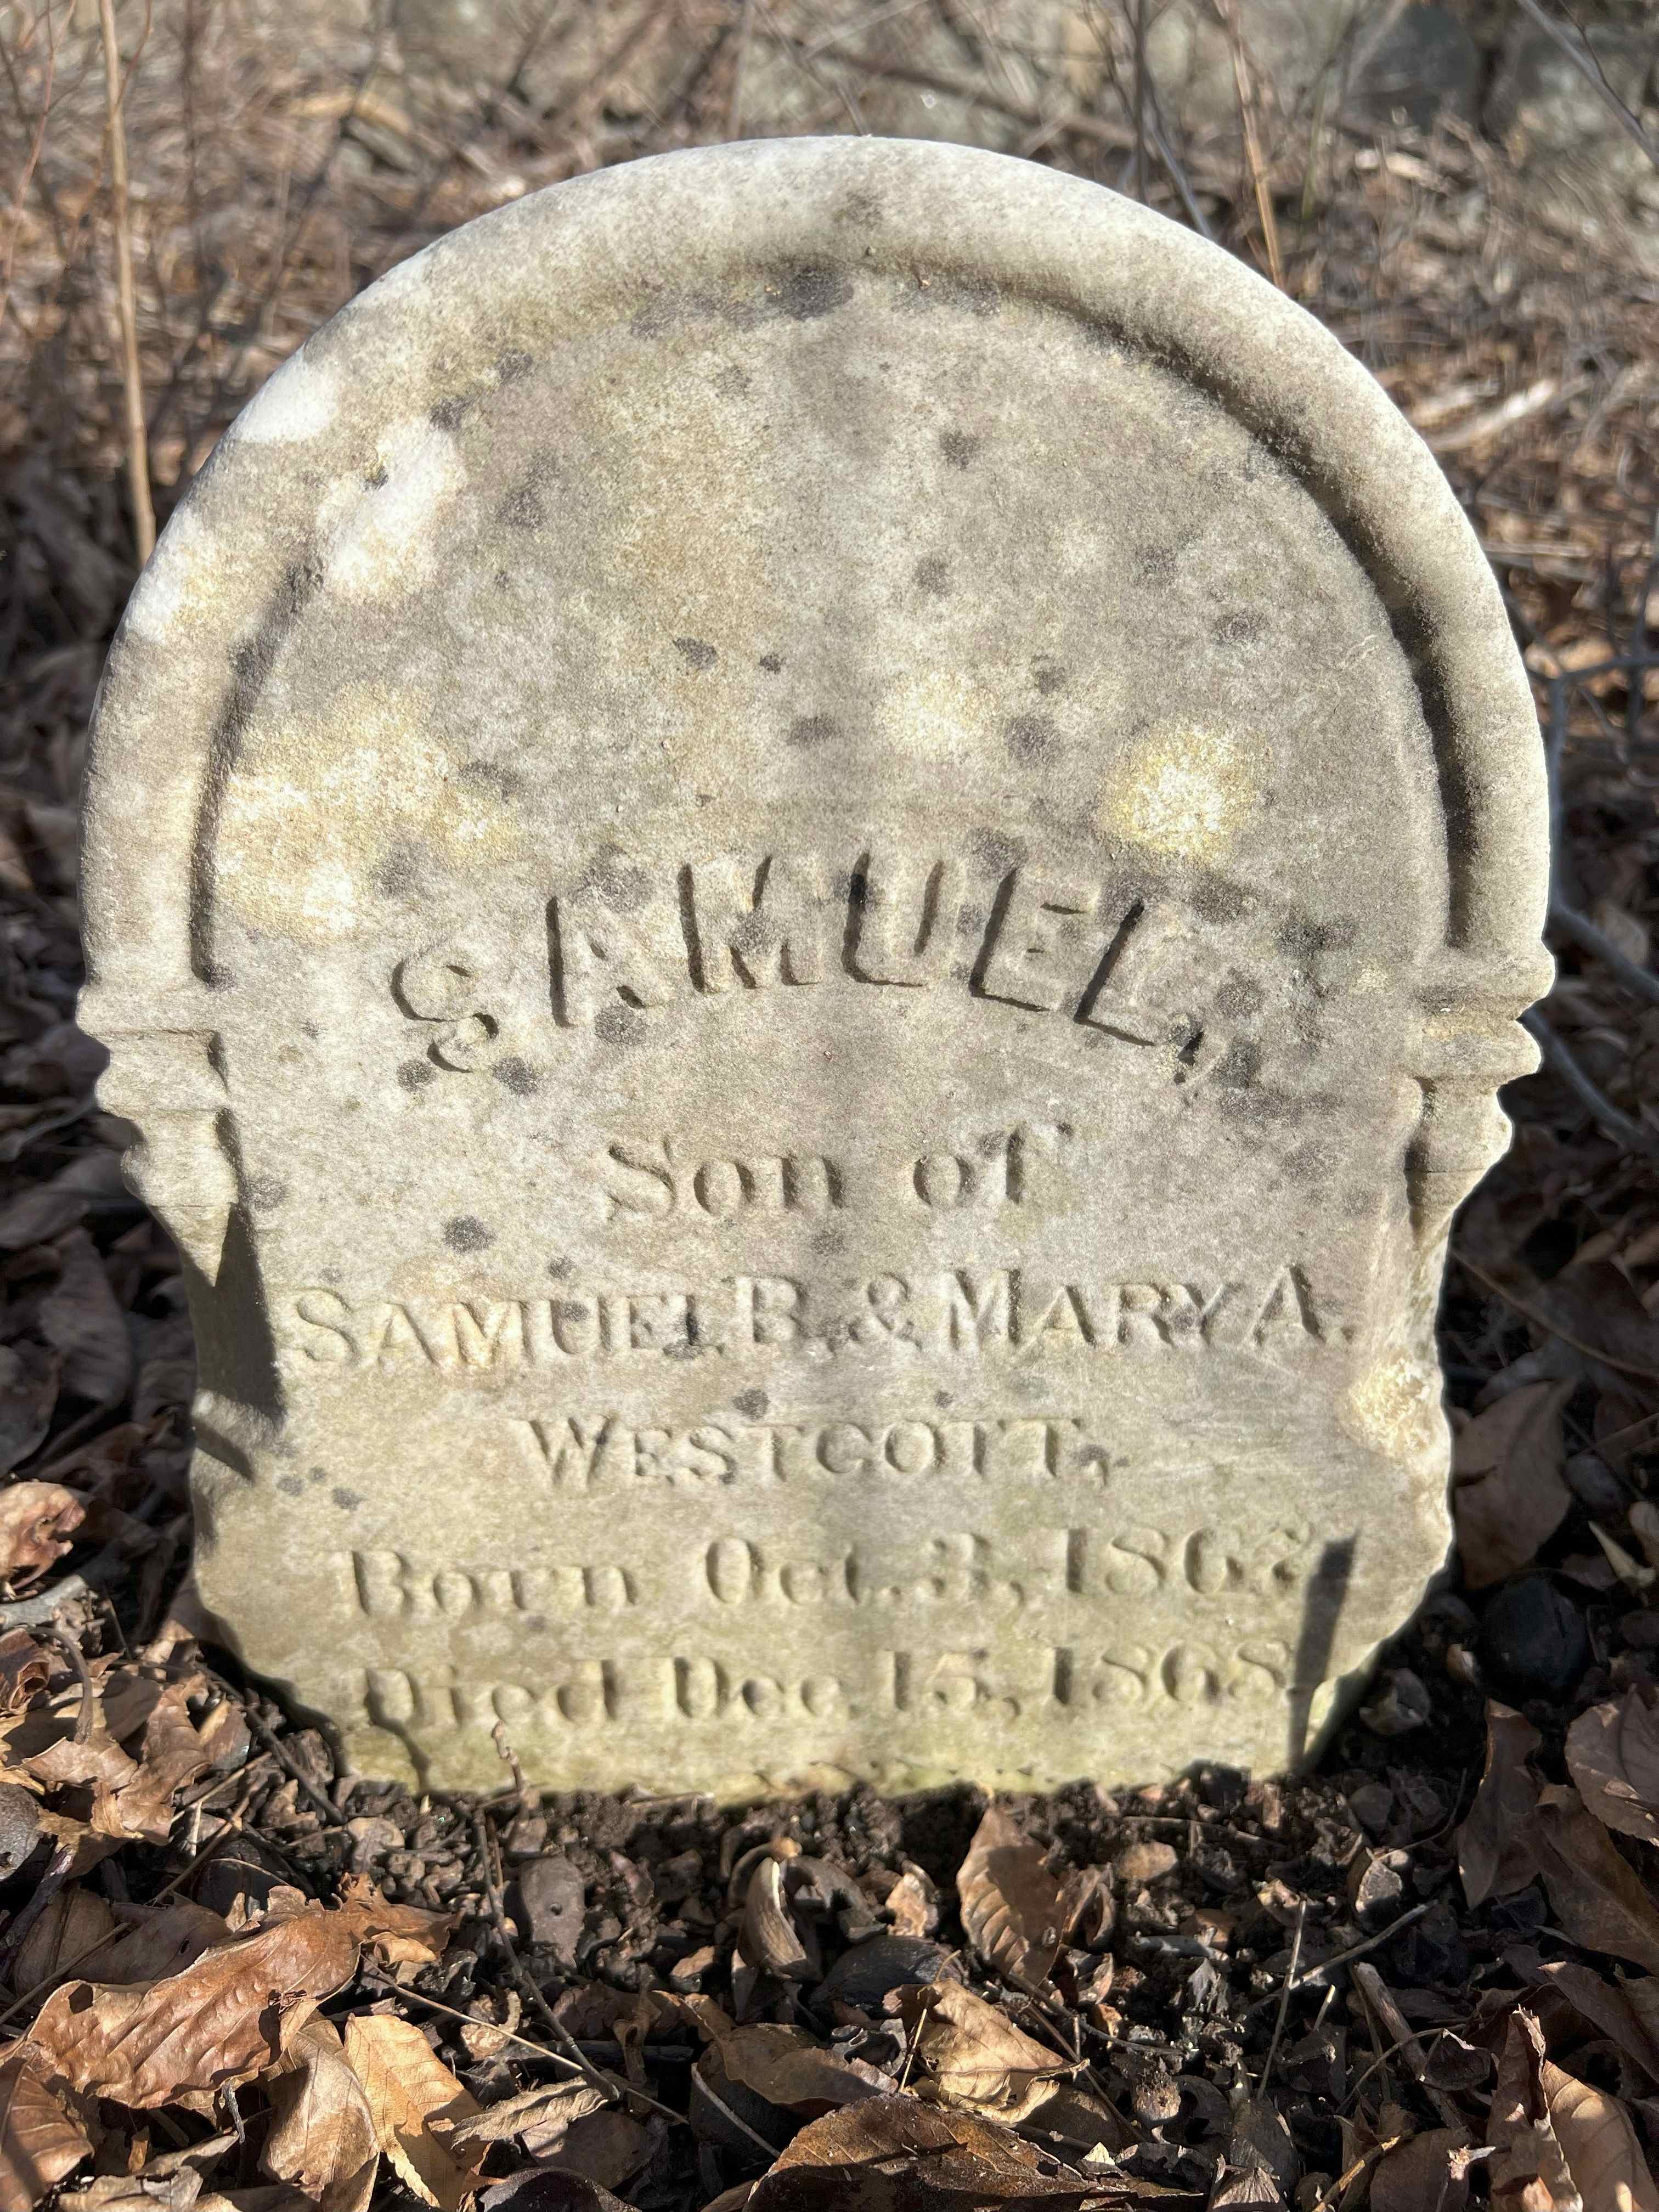 SAMUEL,
Son of
SAMUEL B. & MARY A.
WESTCOTT,
Born Oct. 3, 1867
Died Dec. 15, 1868